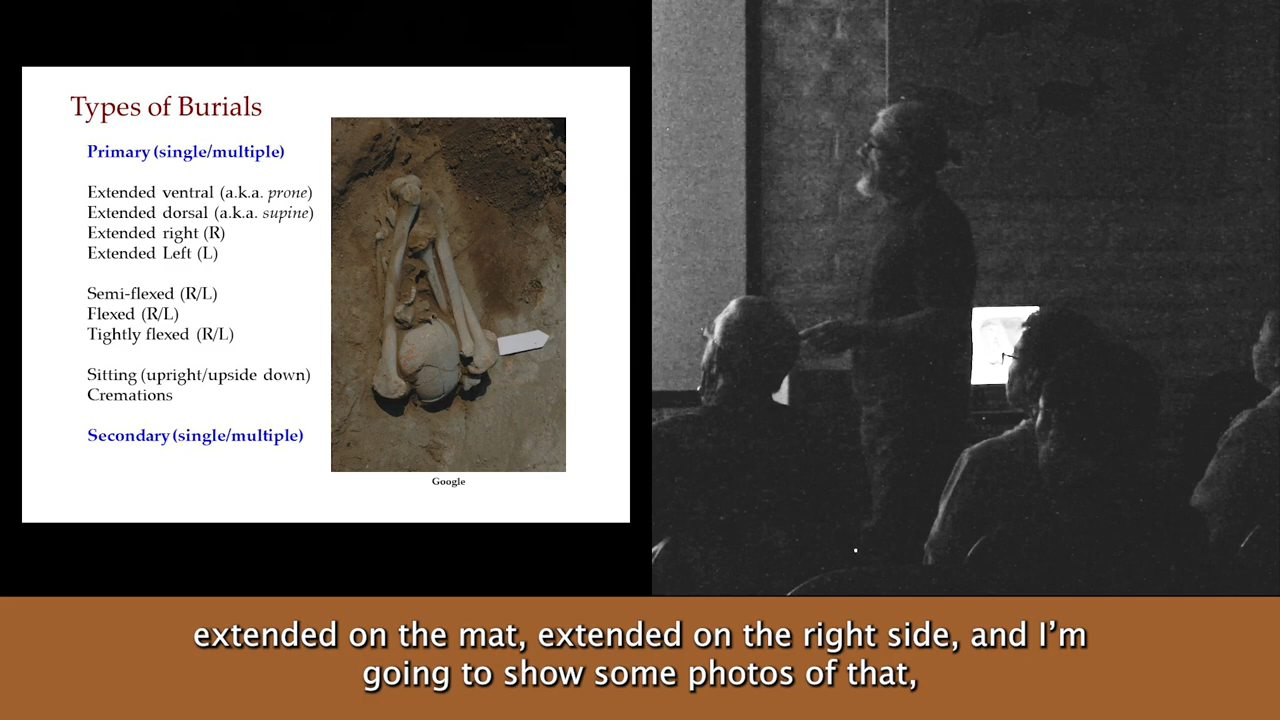 Types of Burials
Primary (single/multiple)
Extended ventral (a.k.a. prone)
Extended dorsal (a.k.a. supine)
Extended right (R)
Extended Left (L)
Semi-flexed (R/L)
Flexed (R/L)
Tightly flexed (R/L)
Sitting (upright/upside down)
Cremations
Secondary (single/multiple)
Google
extended on the mat, extended on the right side, and I'm
going to show some photos of that,